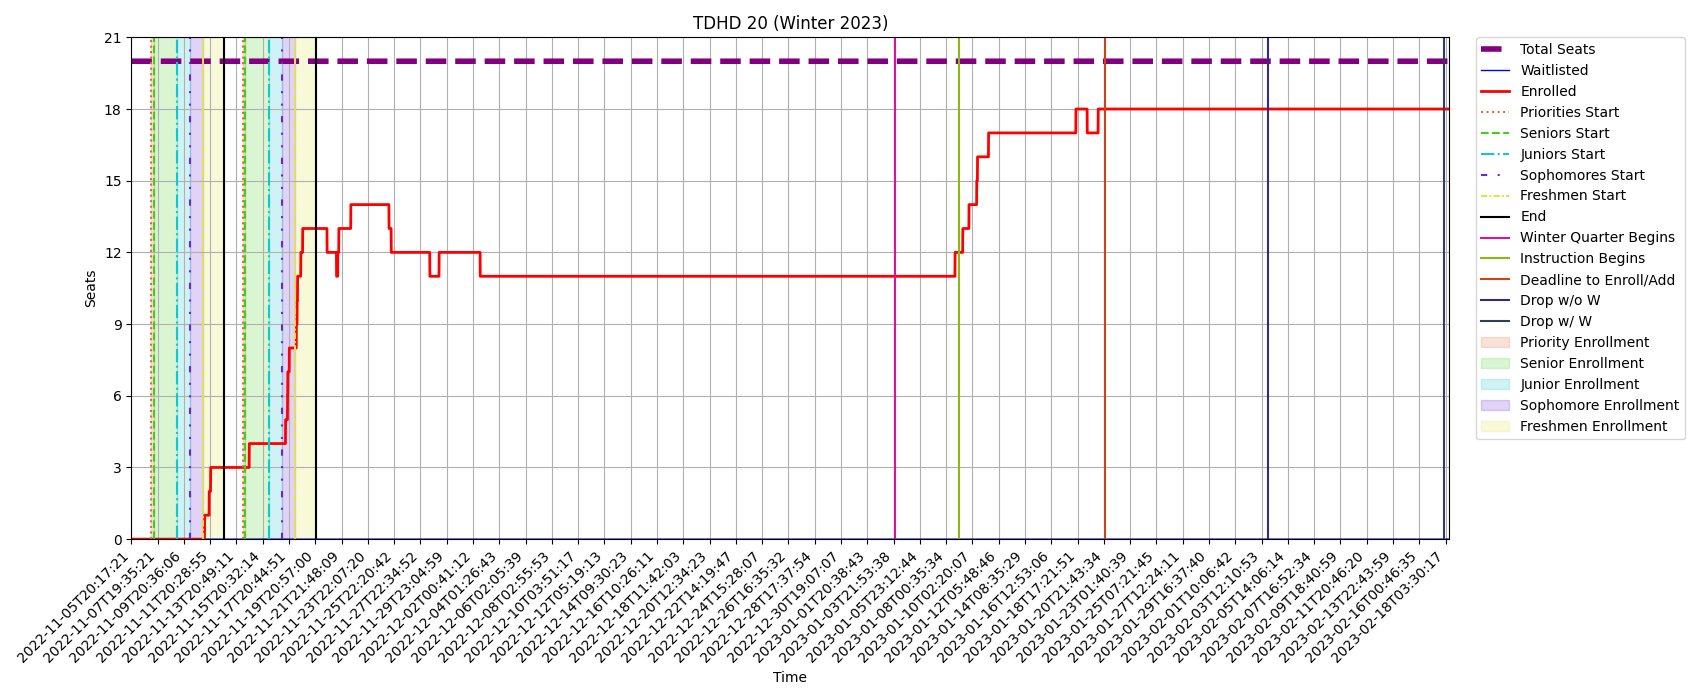 TDHD 20 (Winter 2023)
21
18
15
12
9
6
3
0
Seats
2022-11-05T20:17:21
2022-11-07T19:35:21
2022-11-09T20:36:06
2022-11-11T20:28:55
2022-11-13T20:49:11
2022-11-15T20:32:14
2022-11-17T20:44:51
2022-11-19T20:57:00
2022-11-21T21:48:09
2022-11-23T22:07:20
2022-11-25T22:20:42
2022-11-27T22:34:52
2022-11-29T23:04:59
2022-12-02T00:41:12
2022-12-04T01:26:43
2022-12-06T02:05:39
2022-12-08T02:55:53
2022-12-10T03:51:17
2022-12-12T05:19:13
2022-12-14T09:30:23
2022-12-16T10:26:11
2022-12-18T11:42:03
2022-12-20T12:34:23
2022-12-22T14:19:47
2022-12-24T15:28:07
2022-12-26T16:35:32
2022-12-28T17:37:54
2022-12-30T19:07:07
2023-01-01T20:38:43
2023-01-03T21:53:38
2023-01-05T23:12:44
2023-01-08T00:35:34
2023-01-10T02:20:07
2023-01-12T05:48:46
2023-01-14T08:35:29
2023-01-16T12:53:06
2023-01-18T17:21:51
2023-01-20T21:43:34
2023-01-23T01:40:39
2023-01-25T07:21:45
2023-01-27T12:24:11
2023-01-29T16:37:40
2023-02-01T10:06:42
2023-02-03T12:10:53
2023-02-05T14:06:14
2023-02-07T16:52:34
2023-02-09T18:40:59
2023-02-11T20:46:20
2023-02-13T22:43:59
2023-02-16T00:46:35
2023-02-18T03:30:17
Time
Total Seats
Waitlisted
Enrolled
Priorities Start
Seniors Start
Juniors Start
Sophomores Start
Freshmen Start
End
Winter Quarter Begins
Instruction Begins
Deadline to Enroll/Add
Drop w/o W
Drop w/ W
Priority Enrollment
Senior Enrollment
Junior Enrollment
Sophomore Enrollment
Freshmen Enrollment